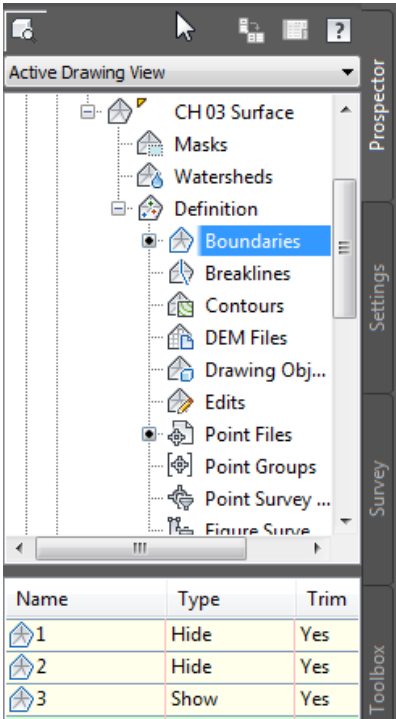 ?
Active Drawing View
CH 03 Surface
Masks
Watersheds
Definition
Boundaries
Breaklines
Contours
DEM Files
Drawing Obj...
Edits
Point Files
Point Groups
Point Survey ...
Figure Surve
Name Type Trim
1 Hide Yes
2 Hide Yes
3 Show Yes
Prospector
Settings
Survey
Toolbox